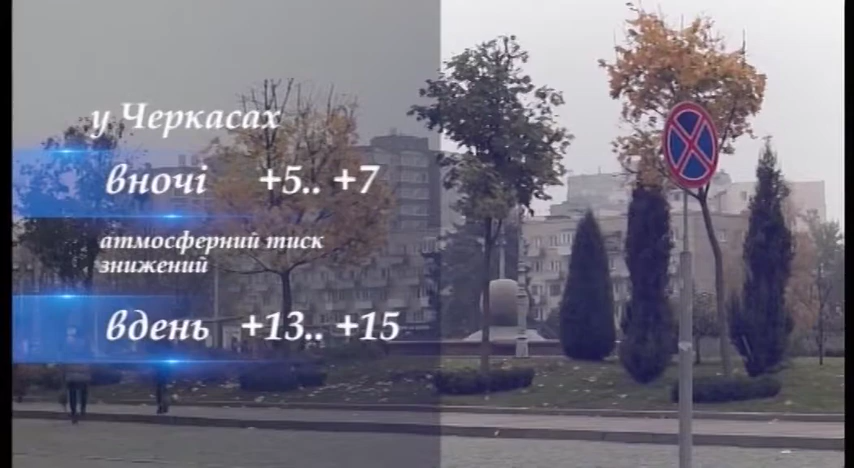 у Черкасах
вночі +5.. +7
атмосферний тиск
знижений
вдень +13.. +15